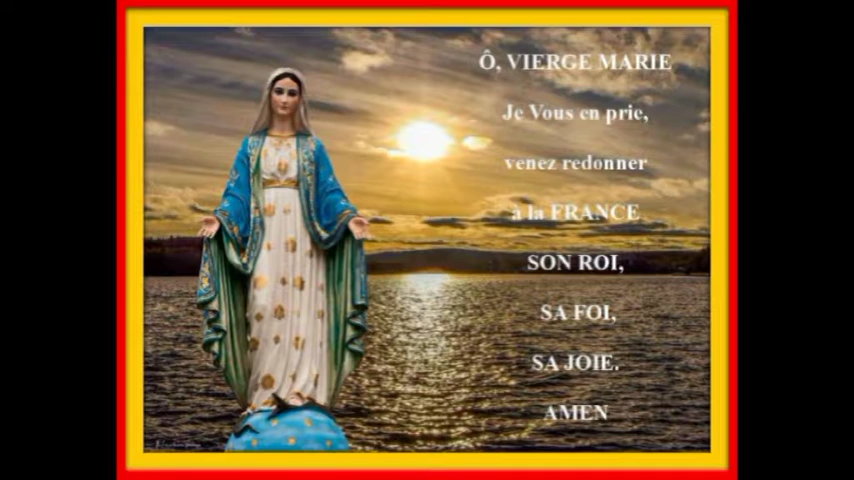 Ô, VIERGE MARIE
Je Vous en prie,
venez redonner
à la FRANCE
SON ROI,
SA FOI,
SA JOIE.
AMEN